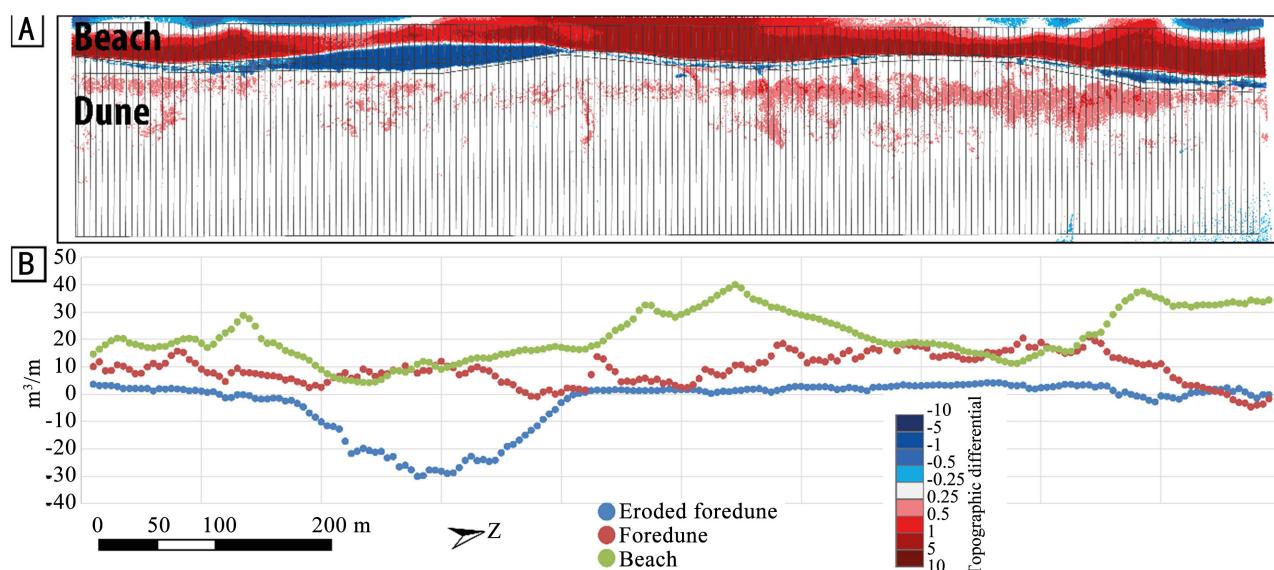 A
Beach
Dune
B
50
40
30
20
10
0
-10
-20
-30
-40
m³/m
0 50 100 200 m
Z
Eroded foredune
Foredune
Beach
-10
-5
-1
-0.5
-0.25
0.25
0.5
1
5
10
Topographic differential